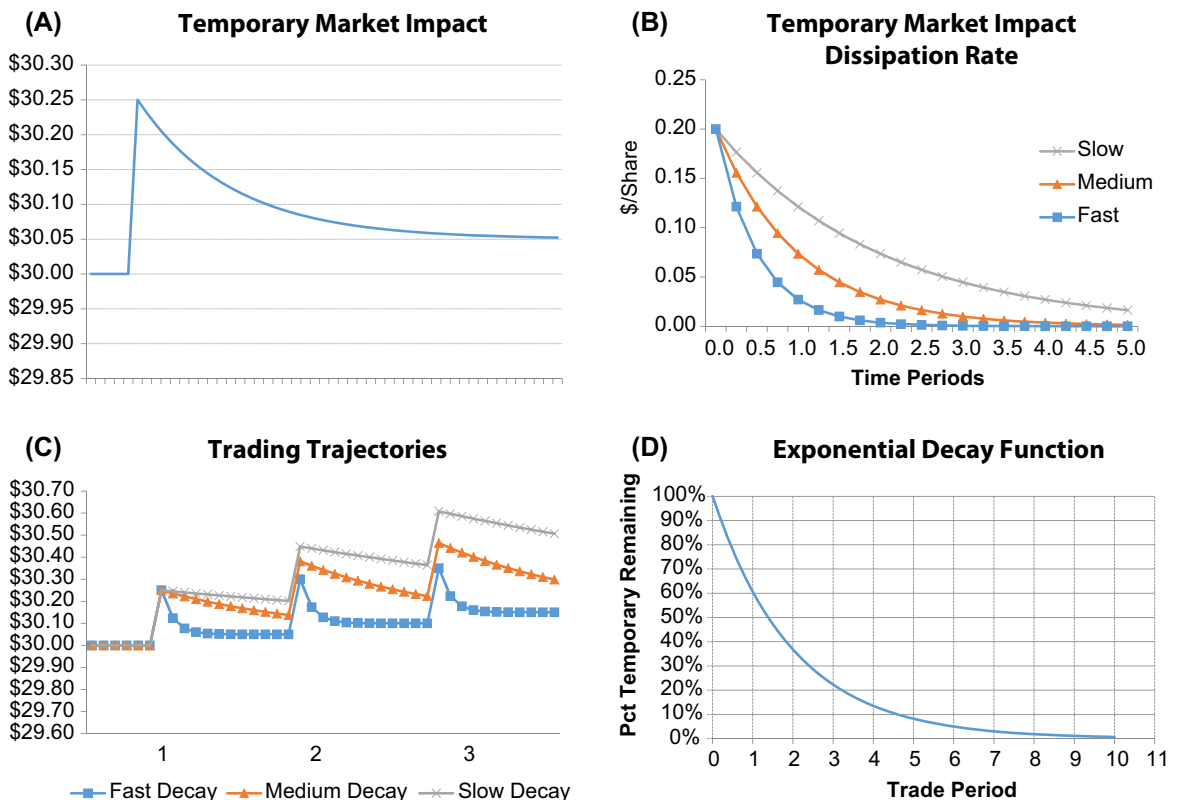 (A)
Temporary Market Impact
$30.30
$30.25
$30.20
$30.15
$30.10
$30.05
$30.00
$29.95
$29.90
$29.85
(B)
Temporary Market Impact
Dissipation Rate
0.25
0.20
0.15
0.10
0.05
0.00
$/Share
Slow
Medium
Fast
0.0 0.5 1.0 1.5 2.0 2.5 3.0 3.5 4.0 4.5 5.0
Time Periods
(C)
Trading Trajectories
$30.70
$30.60
$30.50
$30.40
$30.30
$30.20
$30.10
$30.00
$29.90
$29.80
$29.70
$29.60
1 2 3
Fast Decay Medium Decay Slow Decay
(D)
Exponential Decay Function
Pct Temporary Remaining
100%
90%
80%
70%
60%
50%
40%
30%
20%
10%
0%
0 1 2 3 4 5 6 7 8 9 10 11
Trade Period